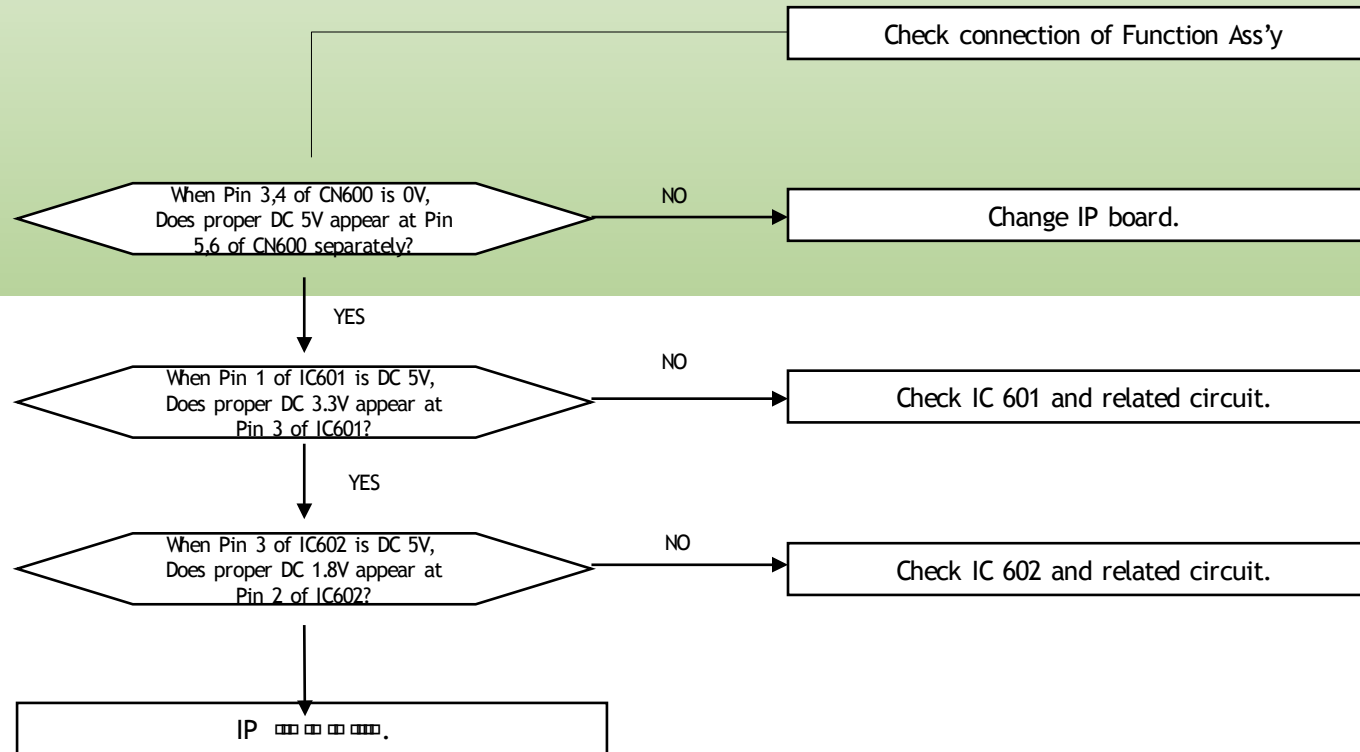 Check connection of Function Ass'y
When Pin 3,4 of CN600 is 0V,
Does proper DC 5V appear at Pin
5,6 of CN600 separately?
NO
Change IP board.
YES
When Pin 1 of IC601 is DC 5V,
Does proper DC 3.3V appear at
Pin 3 of IC601?
NO
Check IC 601 and related circuit.
YES
When Pin 3 of IC602 is DC 5V,
Does proper DC 1.8V appear at
Pin 2 of IC602?
NO
Check IC 602 and related circuit.
IP